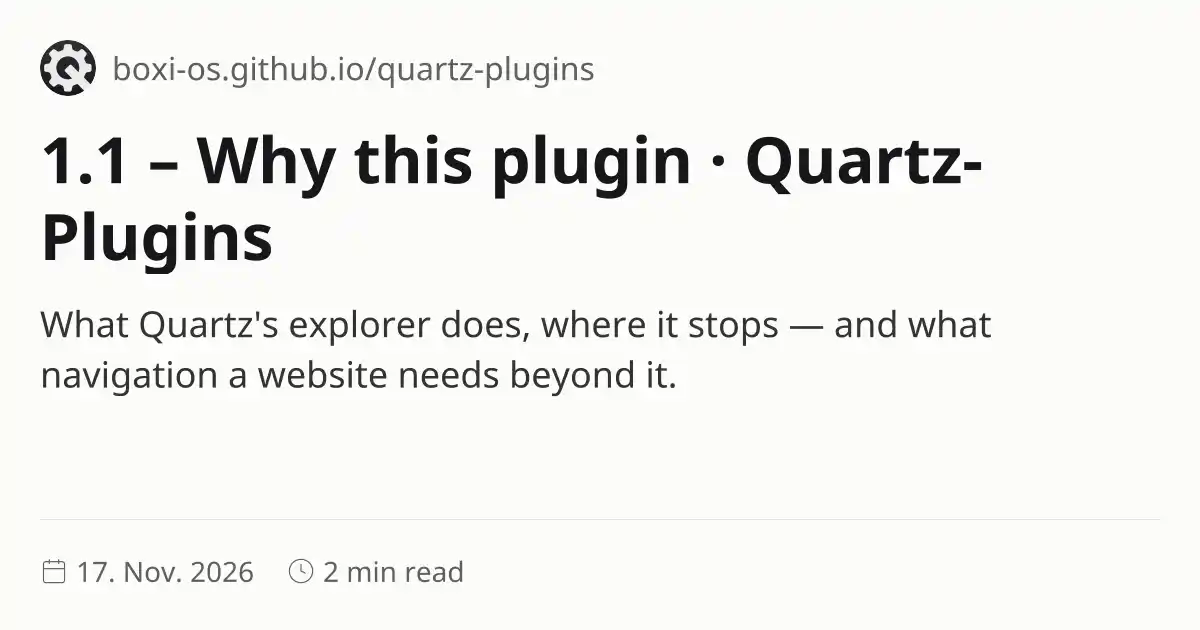 boxi-os.github.io/quartz-plugins
1.1 – Why this plugin · Quartz-
Plugins
What Quartz's explorer does, where it stops — and what
navigation a website needs beyond it.
17. Nov. 2026
2 min read